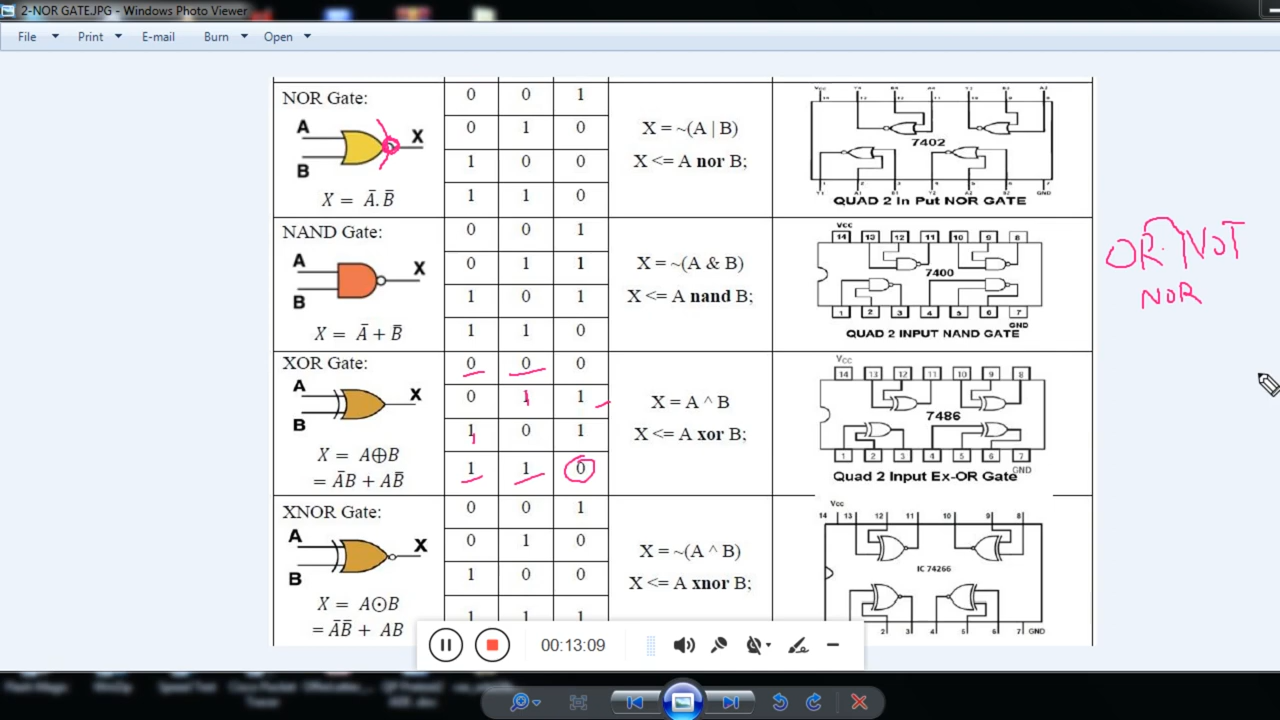 2-NOR GATE.JPG - Windows Photo Viewer
File Print E-mail Burn Open
NOR Gate:
A
X
B
X = A̅.B̅
0 0 1
0 1 0
1 0 0
1 1 0
X = ~(A | B)
X <= A nor B;
7402
QUAD 2 In Put NOR GATE
NAND Gate:
A
X
B
X = A̅ + B̅
0 0 1
0 1 1
1 0 1
1 1 0
X = ~(A & B)
X <= A nand B;
Vcc
14 13 12 11 10 9 8
7400
1 2 3 4 5 6 7
GND
QUAD 2 INPUT NAND GATE
OR NOT
NOR
XOR Gate:
A
X
B
X = A⊕B
= A̅B + AB̅
0 0 0
0 1 1
1 0 1
1 1 0
X = A ^ B
X <= A xor B;
Vcc
14 13 12 11 10 9 8
7486
1 2 3 4 5 6 7
GND
Quad 2 Input Ex-OR Gate
XNOR Gate:
A
X
B
X = A⊙B
= A̅B̅ + AB
0 0 1
0 1 0
1 0 0
1 1 1
X = ~(A ^ B)
X <= A xnor B;
Vcc
14 13 12 11 10 9 8
IC 74266
2 3 4 5 6 7 GND
00:13:09